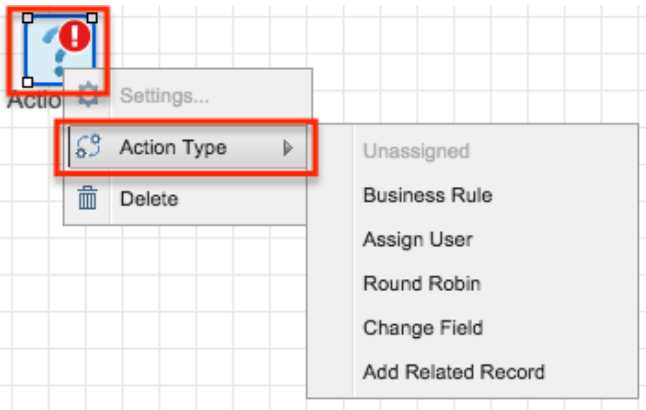 Actio
Settings...
Action Type
Unassigned
Delete
Business Rule
Assign User
Round Robin
Change Field
Add Related Record